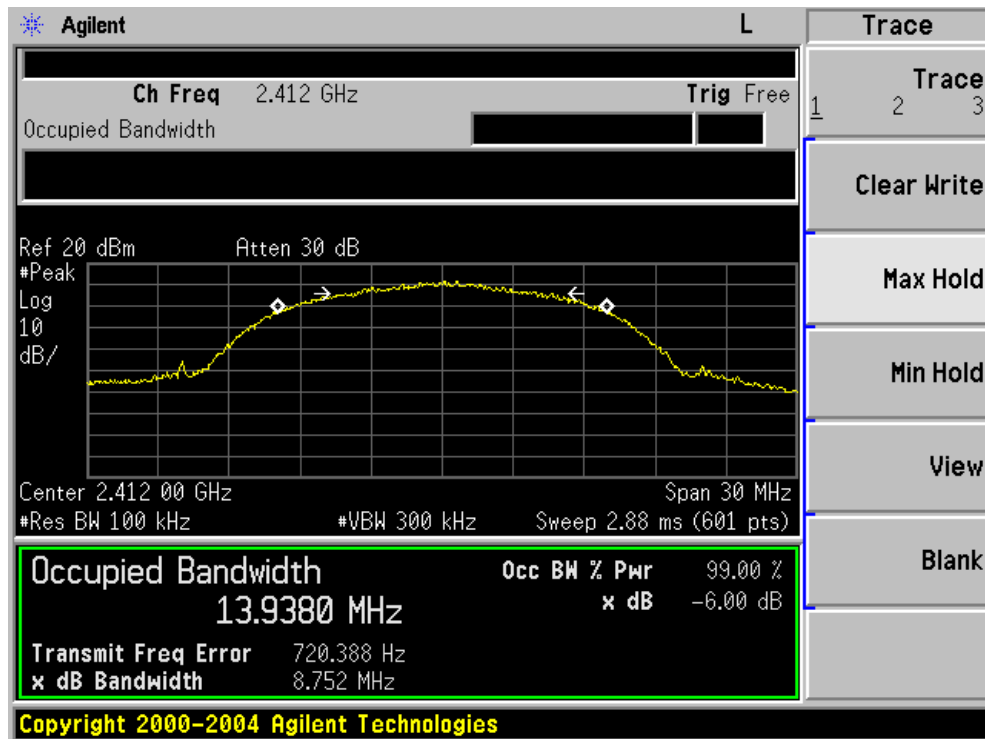 Agilent L Trace
Ch Freq 2.412 GHz Trig Free
Occupied Bandwidth
Trace
1 2 3
Clear Write
Max Hold
Min Hold
View
Blank
Ref 20 dBm Atten 30 dB
#Peak
Log
10
dB/
Center 2.412 00 GHz Span 30 MHz
#Res BW 100 kHz #VBW 300 kHz Sweep 2.88 ms (601 pts)
Occupied Bandwidth Occ BW % Pwr 99.00 %
13.9380 MHz x dB -6.00 dB
Transmit Freq Error 720.388 Hz
x dB Bandwidth 8.752 MHz
Copyright 2000-2004 Agilent Technologies